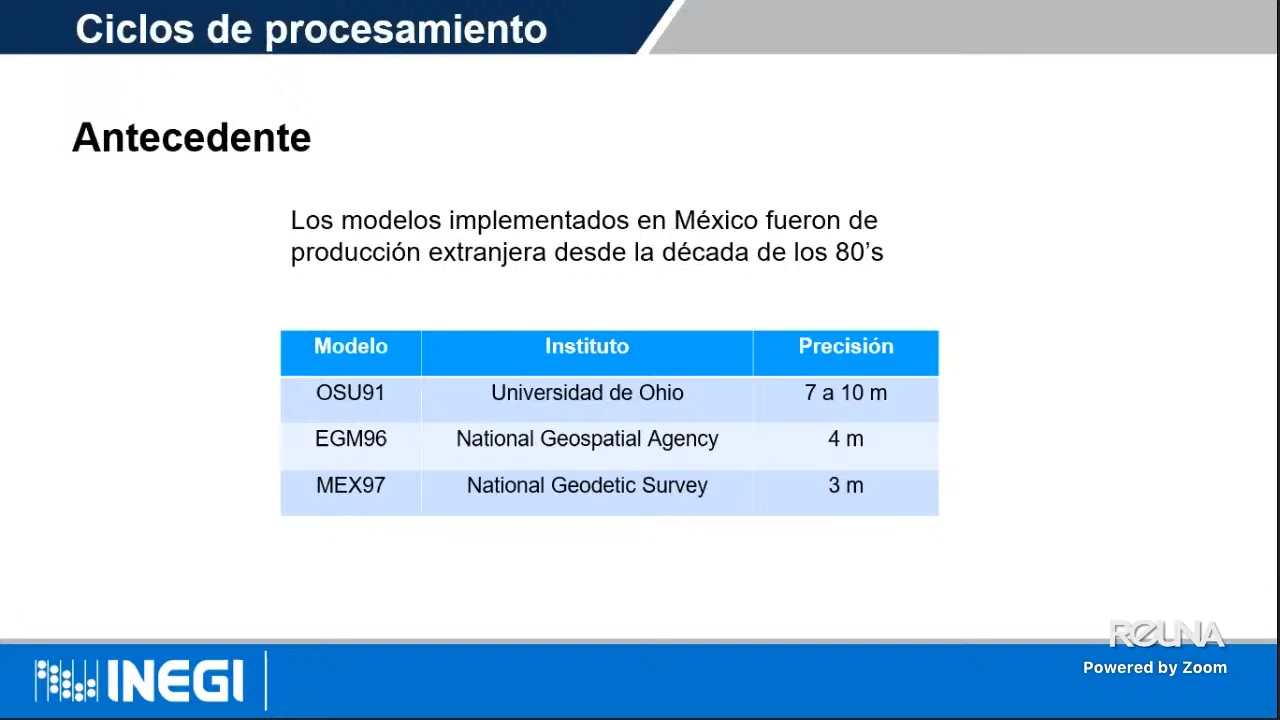 Ciclos de procesamiento
Antecedente
Los modelos implementados en México fueron de
producción extranjera desde la década de los 80’s
Modelo Instituto Precisión
OSU91 Universidad de Ohio 7 a 10 m
EGM96 National Geospatial Agency 4 m
MEX97 National Geodetic Survey 3 m
REUNA
Powered by Zoom
INEGI